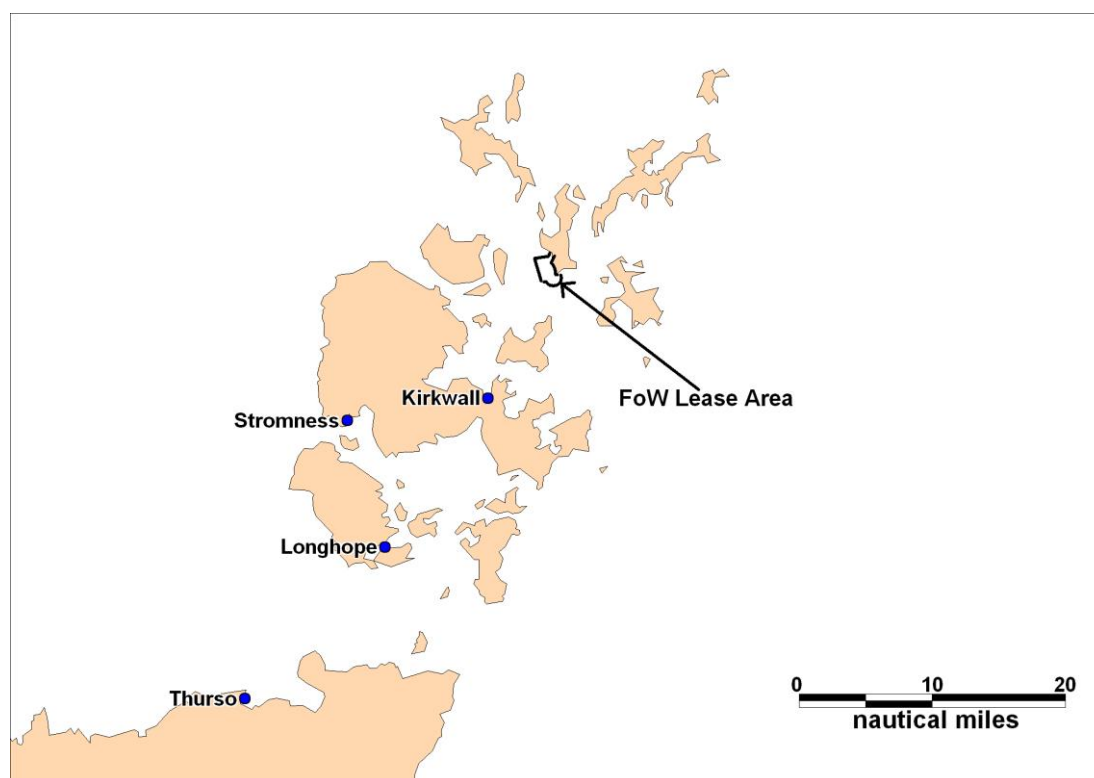 Kirkwall
FoW Lease Area
Stromness
Longhope
Thurso
0 10 20
nautical miles